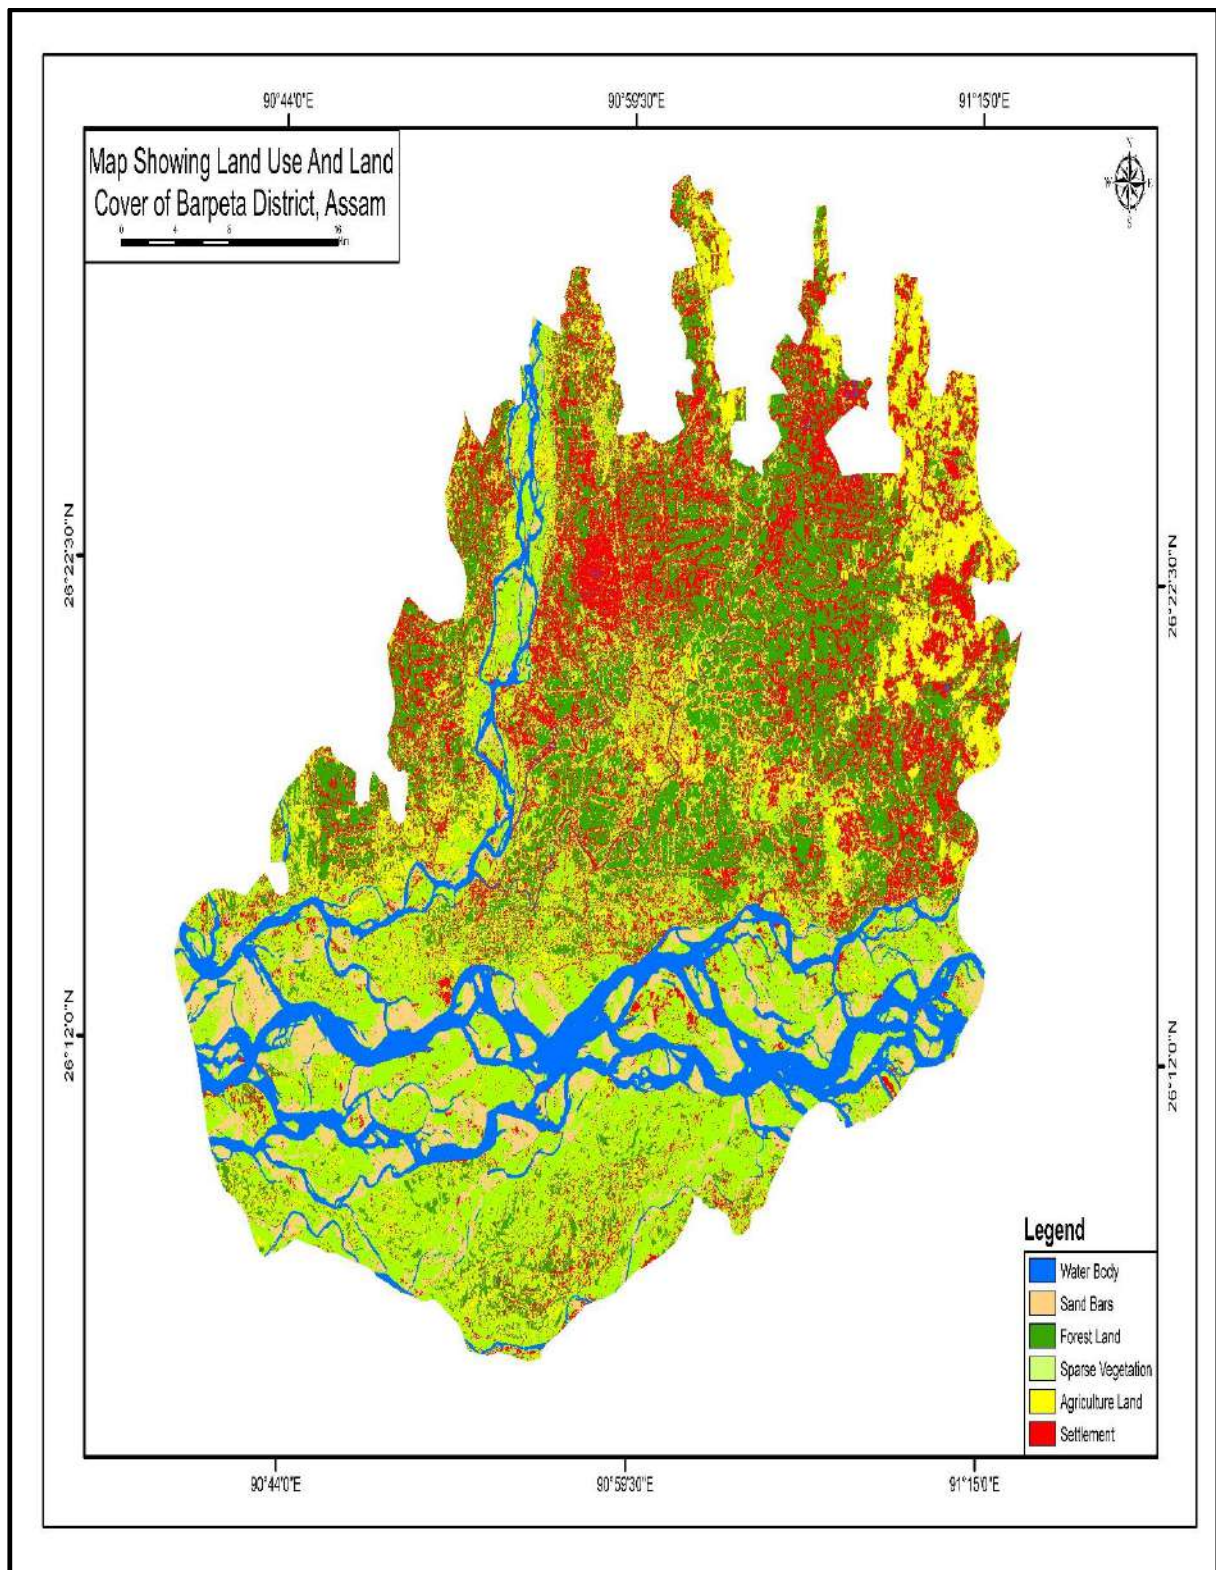 90°44'0"E 90°59'30"E 91°15'0"E
Map Showing Land Use And Land
Cover of Barpeta District, Assam
0 4 8 16
Km
N
W E
S
26°22'30"N 26°22'30"N
26°12'0"N 26°12'0"N
Legend
Water Body
Sand Bars
Forest Land
Sparse Vegetation
Agriculture Land
Settlement
90°44'0"E 90°59'30"E 91°15'0"E